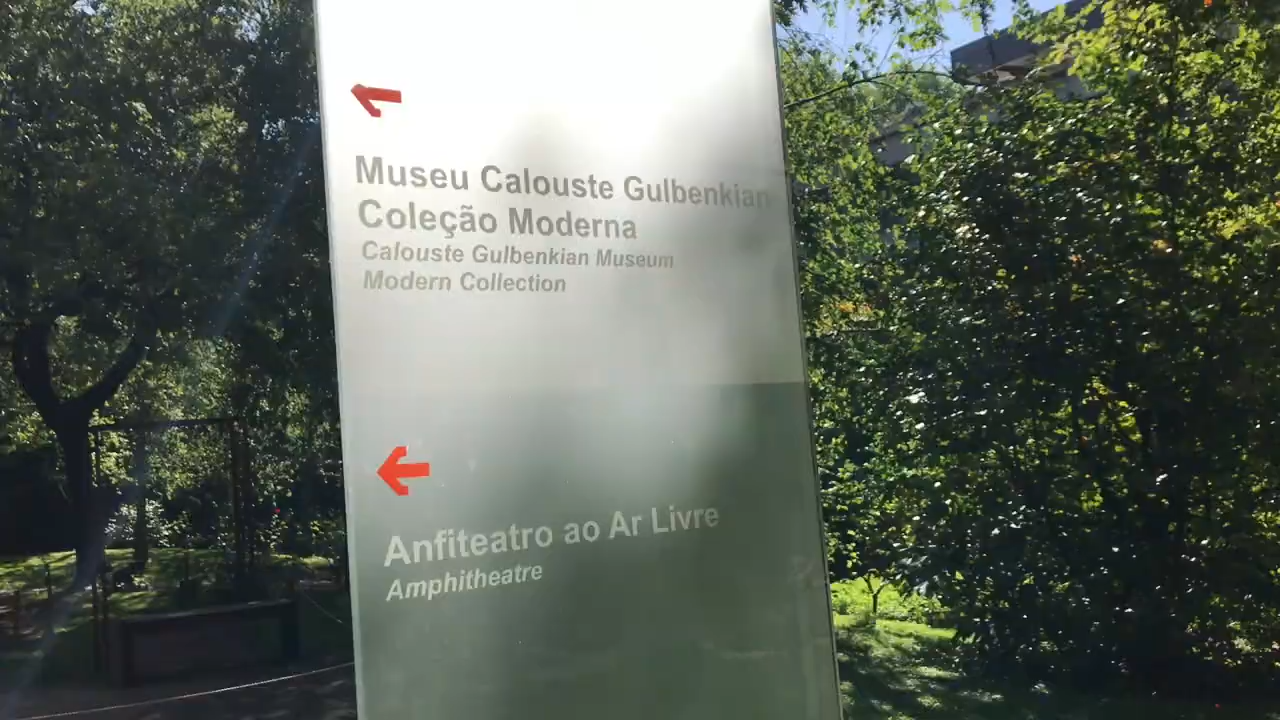 Museu Calouste Gulbenkian
Coleção Moderna
Calouste Gulbenkian Museum
Modern Collection
Anfiteatro ao Ar Livre
Amphitheatre